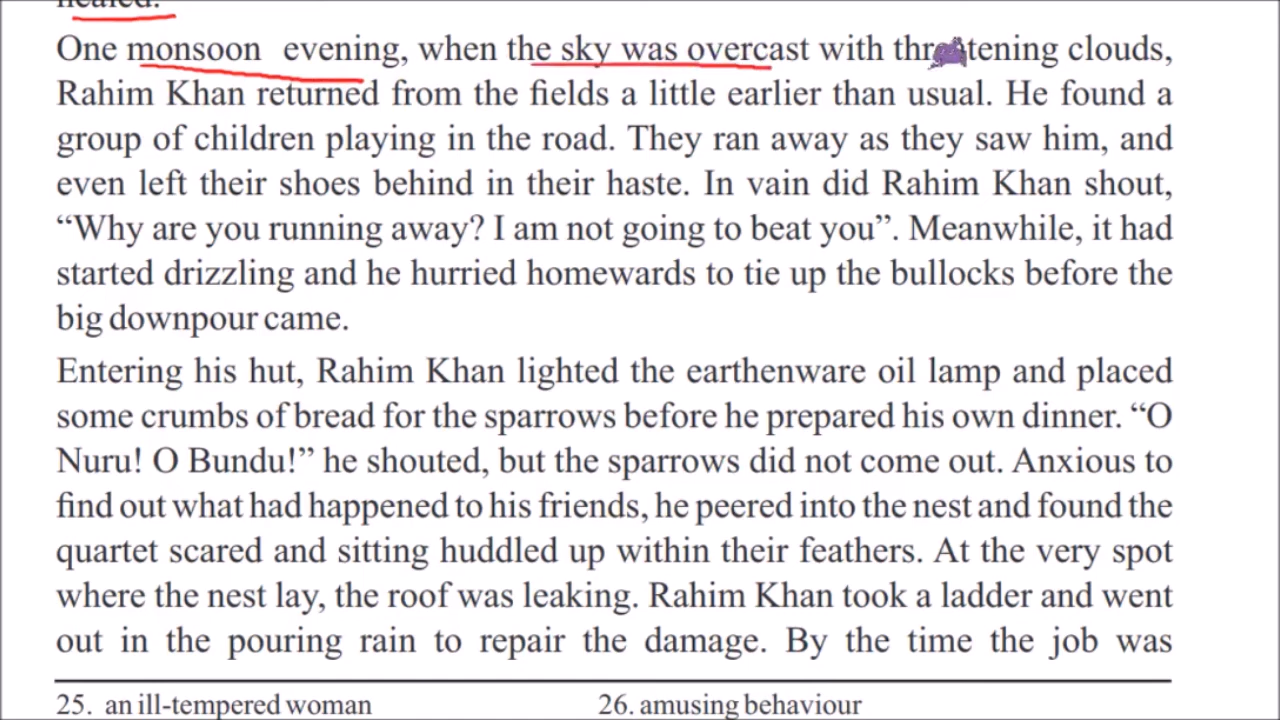 healed.
One monsoon evening, when the sky was overcast with threatening clouds,
Rahim Khan returned from the fields a little earlier than usual. He found a
group of children playing in the road. They ran away as they saw him, and
even left their shoes behind in their haste. In vain did Rahim Khan shout,
“Why are you running away? I am not going to beat you”. Meanwhile, it had
started drizzling and he hurried homewards to tie up the bullocks before the
big downpour came.
Entering his hut, Rahim Khan lighted the earthenware oil lamp and placed
some crumbs of bread for the sparrows before he prepared his own dinner. “O
Nuru! O Bundu!” he shouted, but the sparrows did not come out. Anxious to
find out what had happened to his friends, he peered into the nest and found the
quartet scared and sitting huddled up within their feathers. At the very spot
where the nest lay, the roof was leaking. Rahim Khan took a ladder and went
out in the pouring rain to repair the damage. By the time the job was
25. an ill-tempered woman 26. amusing behaviour